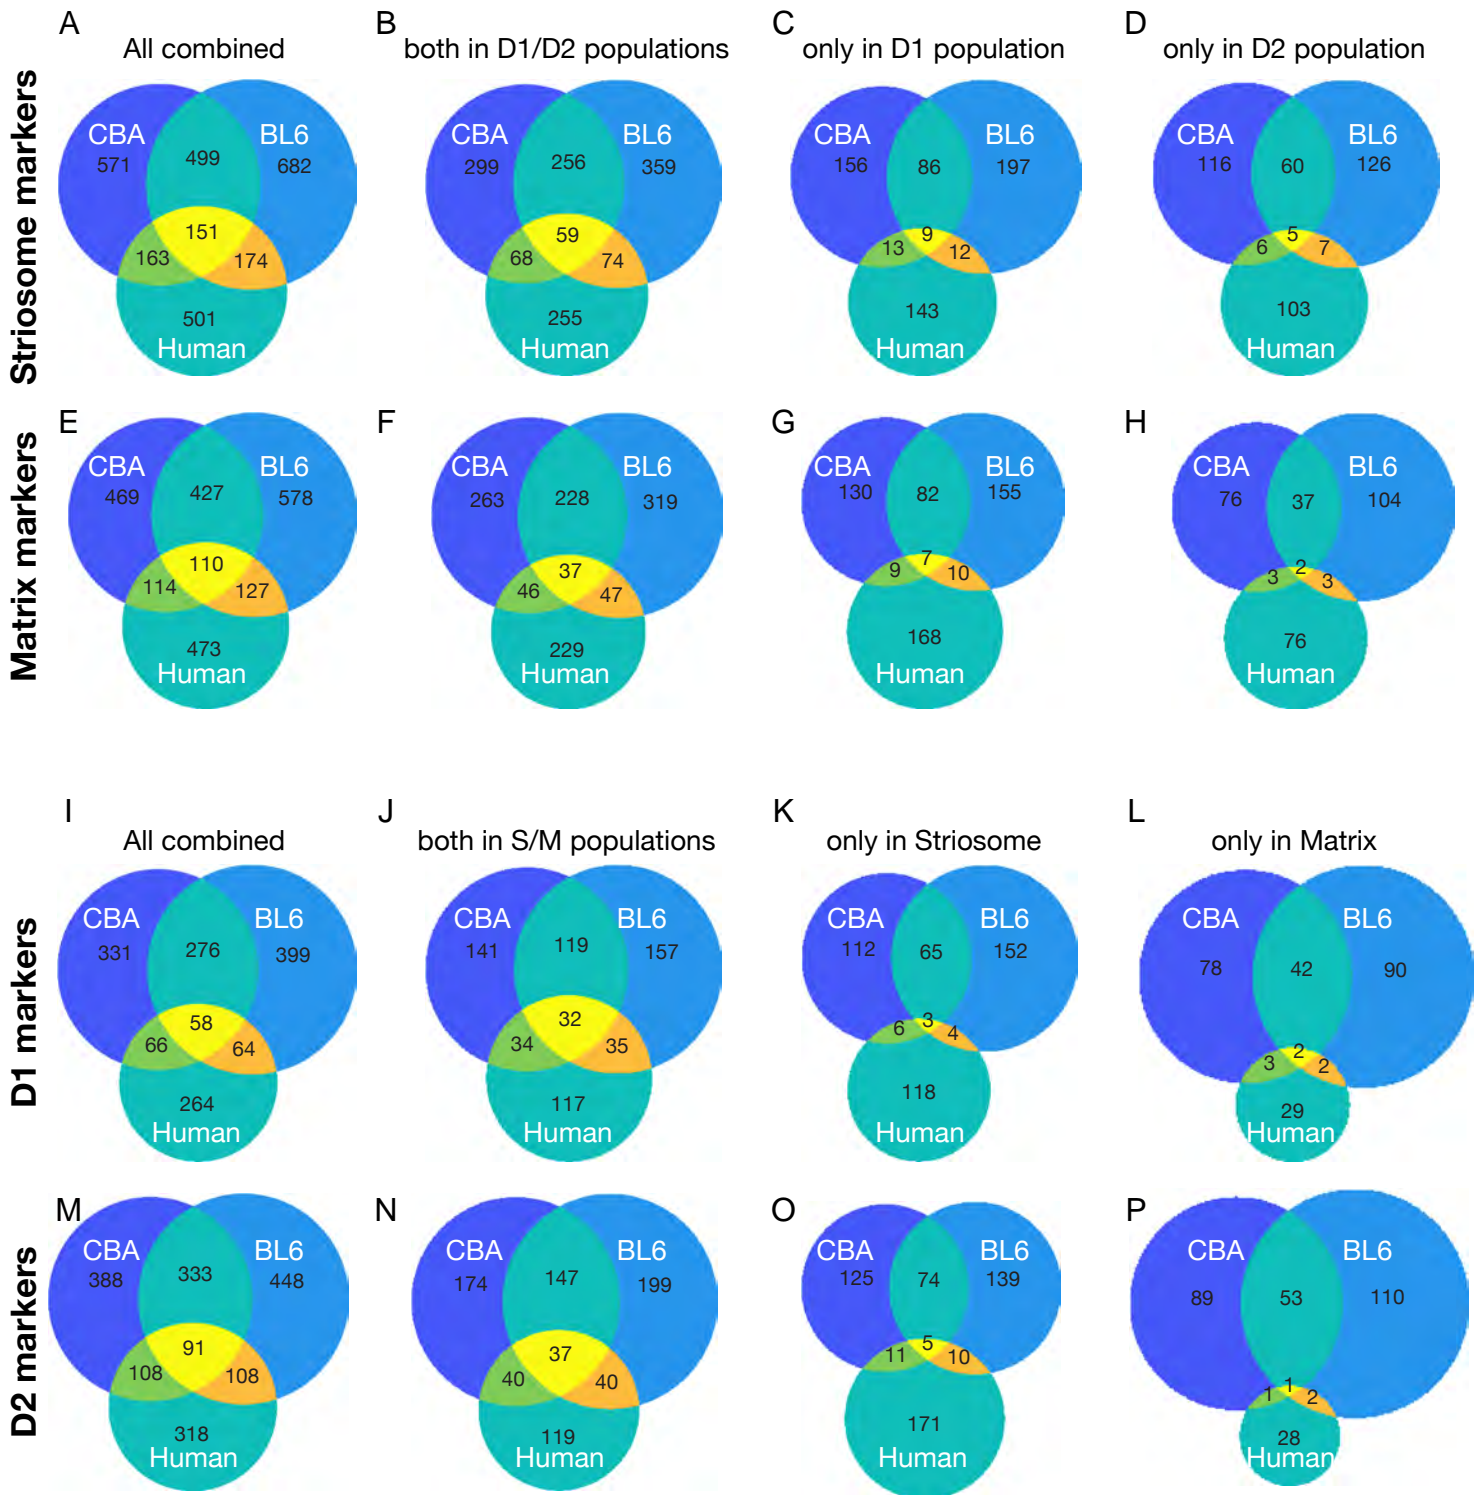 A
All combined
B
both in D1/D2 populations
C
only in D1 population
D
only in D2 population
Striosome markers
CBA
571
499
BL6
682
151
163
174
501
Human
CBA
299
256
BL6
359
59
68
74
255
Human
CBA
156
86
BL6
197
9
13
12
143
Human
CBA
116
60
BL6
126
5
6
7
103
Human
Matrix markers
E
CBA
469
427
BL6
578
110
114
127
473
Human
F
CBA
263
228
BL6
319
37
46
47
229
Human
G
CBA
130
82
BL6
155
7
9
10
168
Human
H
CBA
76
37
BL6
104
2
3
3
76
Human
I
All combined
J
both in S/M populations
K
only in Striosome
L
only in Matrix
D1 markers
CBA
331
276
BL6
399
58
66
64
264
Human
CBA
141
119
BL6
157
32
34
35
117
Human
CBA
112
65
BL6
152
3
6
4
118
Human
CBA
78
42
BL6
90
2
3
2
29
Human
D2 markers
M
CBA
388
333
BL6
448
91
108
108
318
Human
N
CBA
174
147
BL6
199
37
40
40
119
Human
O
CBA
125
74
BL6
139
5
11
10
171
Human
P
CBA
89
53
BL6
110
1
1
2
28
Human